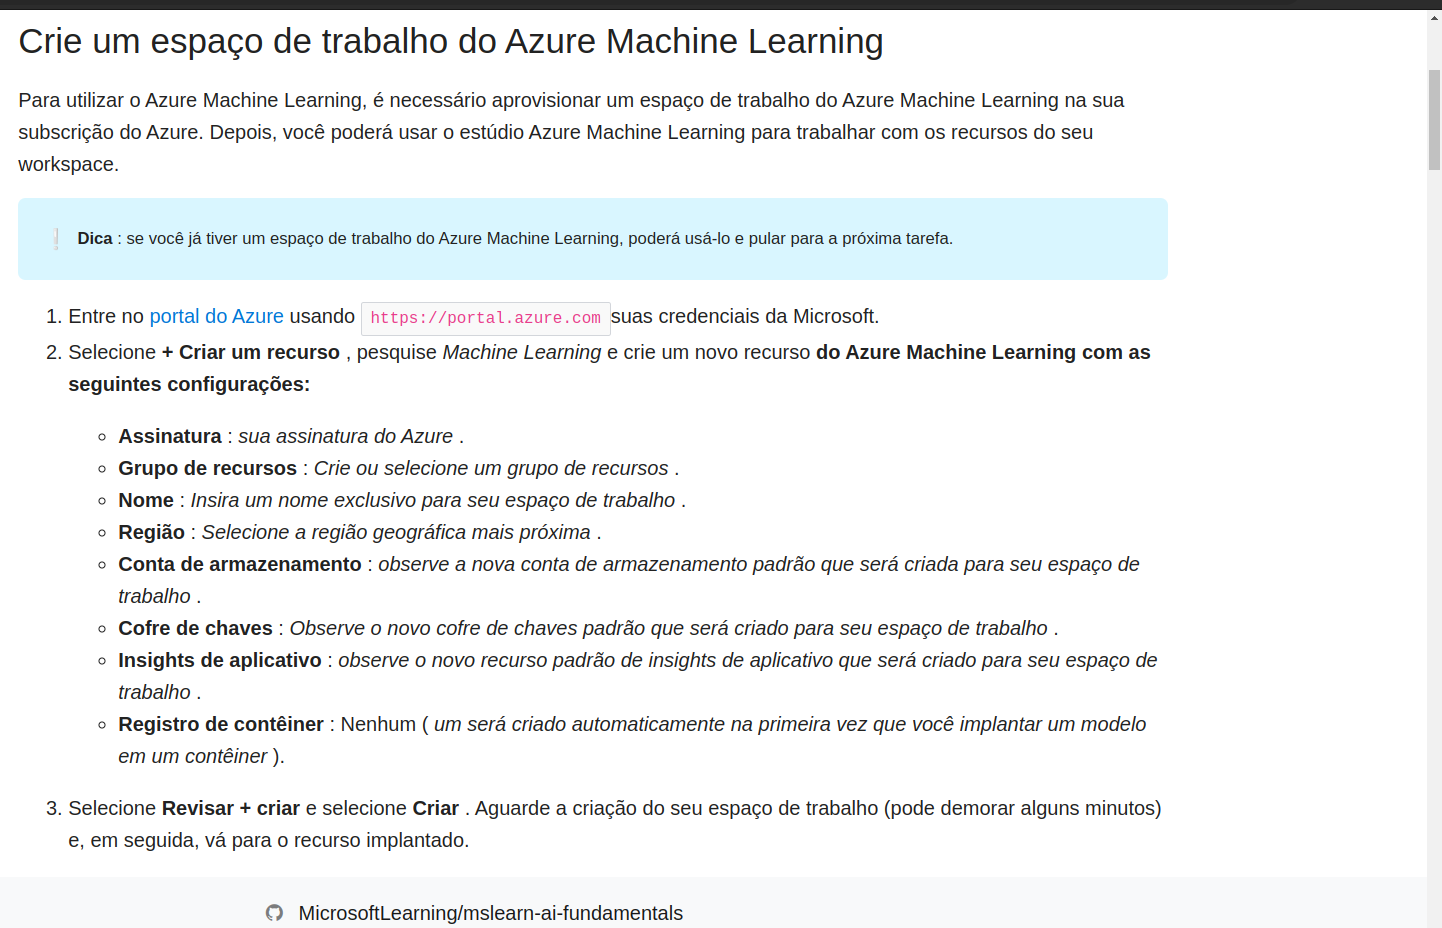 Crie um espaço de trabalho do Azure Machine Learning
Para utilizar o Azure Machine Learning, é necessário aprovisionar um espaço de trabalho do Azure Machine Learning na sua
subscrição do Azure. Depois, você poderá usar o estúdio Azure Machine Learning para trabalhar com os recursos do seu
workspace.
❕ Dica : se você já tiver um espaço de trabalho do Azure Machine Learning, poderá usá-lo e pular para a próxima tarefa.
1. Entre no portal do Azure usando https://portal.azure.com suas credenciais da Microsoft.
2. Selecione + Criar um recurso , pesquise Machine Learning e crie um novo recurso do Azure Machine Learning com as
seguintes configurações:
◦ Assinatura : sua assinatura do Azure .
◦ Grupo de recursos : Crie ou selecione um grupo de recursos .
◦ Nome : Insira um nome exclusivo para seu espaço de trabalho .
◦ Região : Selecione a região geográfica mais próxima .
◦ Conta de armazenamento : observe a nova conta de armazenamento padrão que será criada para seu espaço de
trabalho .
◦ Cofre de chaves : Observe o novo cofre de chaves padrão que será criado para seu espaço de trabalho .
◦ Insights de aplicativo : observe o novo recurso padrão de insights de aplicativo que será criado para seu espaço de
trabalho .
◦ Registro de contêiner : Nenhum ( um será criado automaticamente na primeira vez que você implantar um modelo
em um contêiner ).
3. Selecione Revisar + criar e selecione Criar . Aguarde a criação do seu espaço de trabalho (pode demorar alguns minutos)
e, em seguida, vá para o recurso implantado.
MicrosoftLearning/mslearn-ai-fundamentals